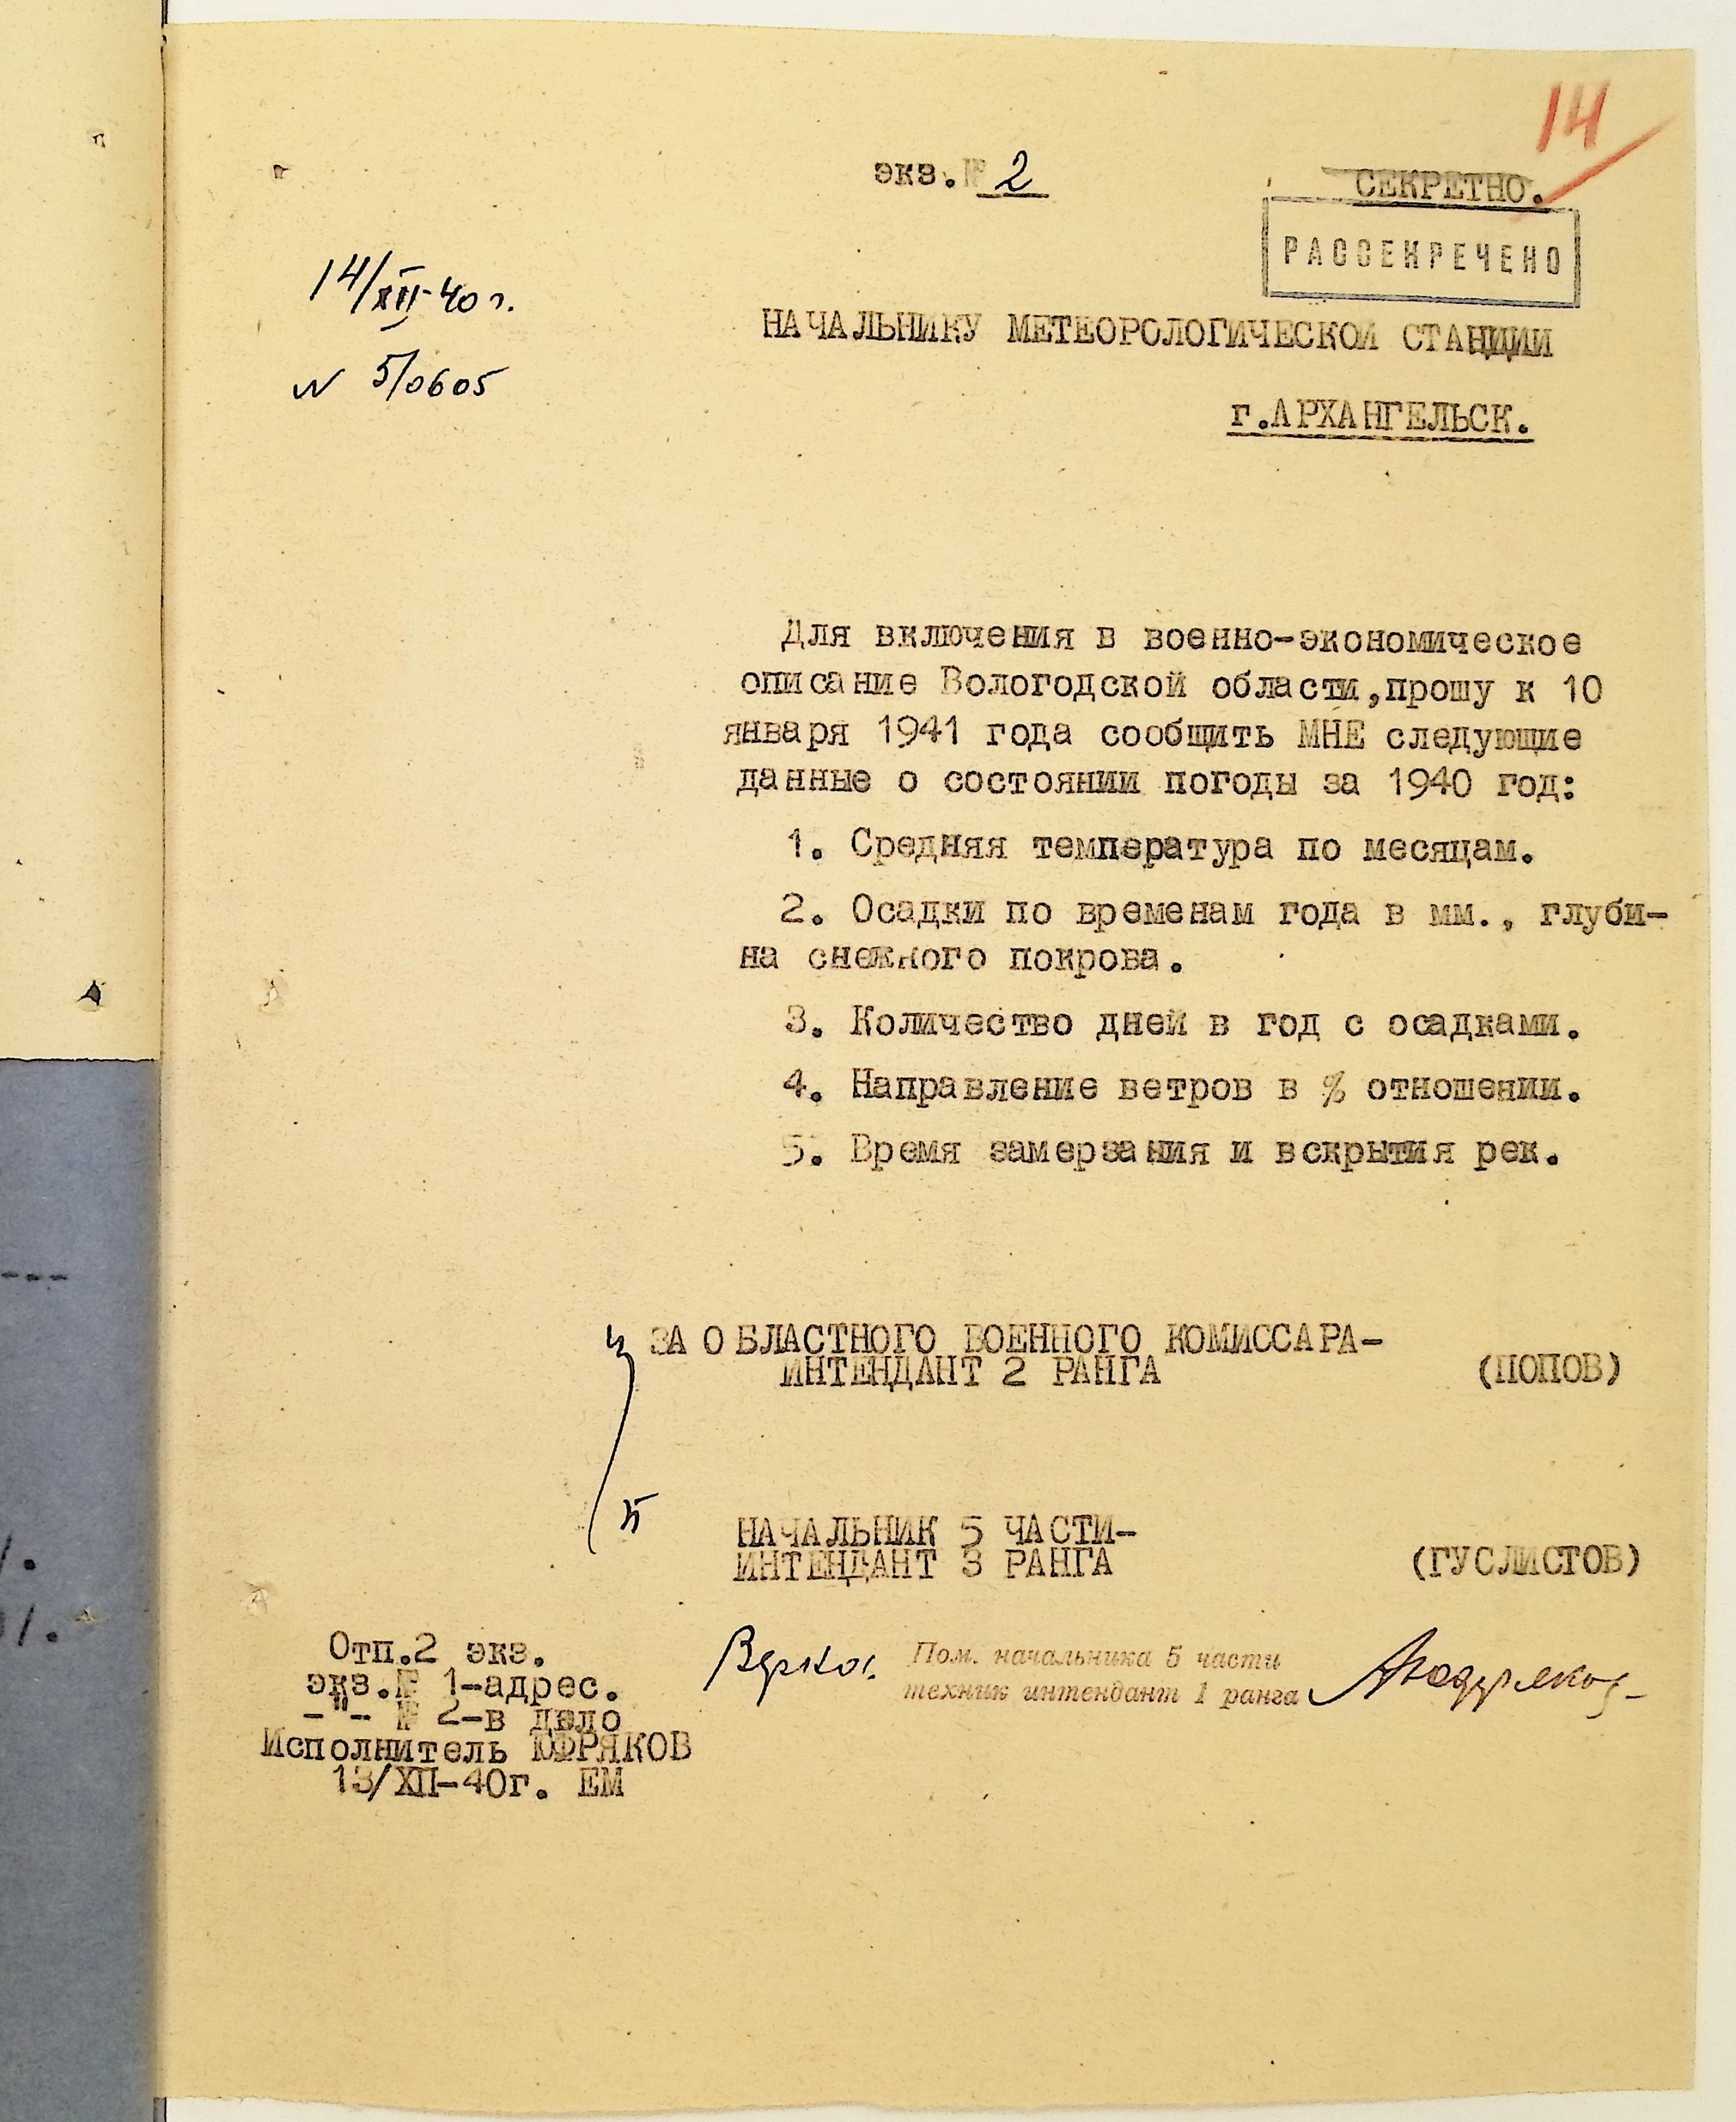 14
экз.№ 2
СЕКРЕТНО.
РАССЕКРЕЧЕНО
14/XII-40 г.
N 5/0605
НАЧАЛЬНИКУ МЕТЕОРОЛОГИЧЕСКОЙ СТАНЦИИ
г.АРХАНГЕЛЬСК.
Для включения в военно-экономическое
описание Вологодской области,прошу к 10
января 1941 года сообщить МНЕ следующие
данные о состоянии погоды за 1940 год:
1. Средняя температура по месяцам.
2. Осадки по временам года в мм., глуби-
на снежного покрова.
3. Количество дней в год с осадками.
4. Направление ветров в % отношении.
5. Время замерзания и вскрытия рек.
ЗА ОБЛАСТНОГО ВОЕННОГО КОМИССАРА-
ИНТЕНДАНТ 2 РАНГА (ПОПОВ)
НАЧАЛЬНИК 5 ЧАСТИ-
ИНТЕНДАНТ 3 РАНГА (ГУСЛИСТОВ)
Пом. начальника 5 части
техник интендант 1 ранга
Отп.2 экз.
экз.№ 1-адрес.
-"- № 2-в дело
Исполнитель ЮФРЯКОВ
13/XII-40г. ЕМ